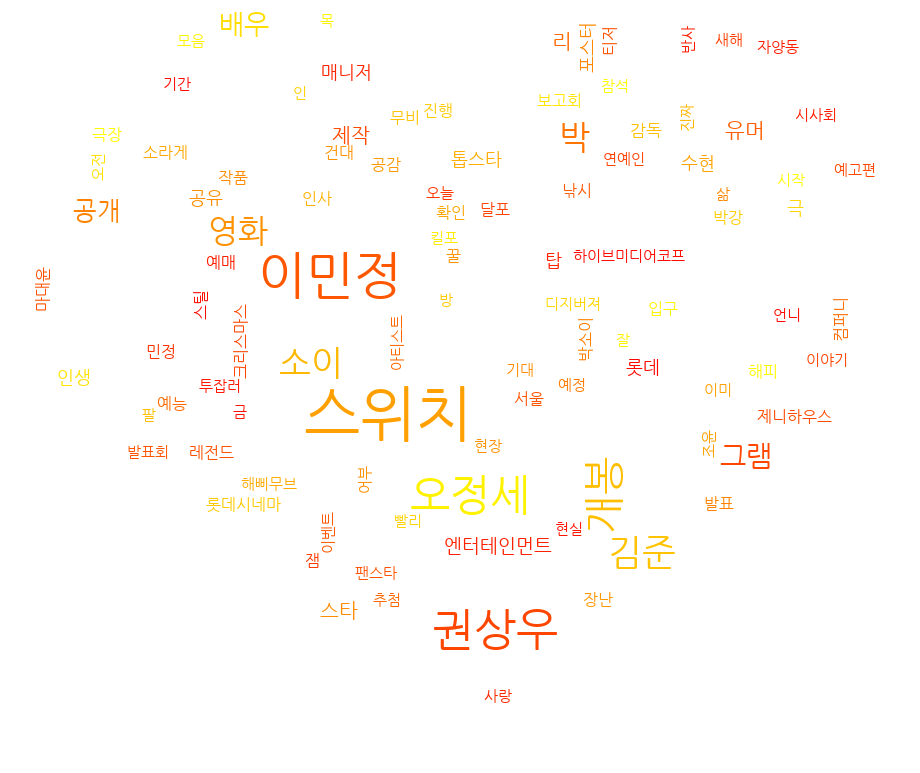 배우
목
모음
리
포스터
티저
반사
새해
자양동
매니저
기간
인
보고회
참석
무비
진행
진짜
시사회
극장
제작
박
감독
유머
소라게
건대
공감
톱스타
연예인
수현
예고편
작품
시작
공유
인사
오늘
낚시
삶
공개
확인
달포
박강
극
영화
킬포
예매
이민정
꿀
탑
하이브미디어코프
마대윤
스틸
방
디지버져
입구
언니
컴퍼니
크리스마스
아티스트
박소이
잘
민정
소이
이야기
인생
투잡러
기대
롯데
해피
예정
이미
예능
팔
금
스위치
서울
제니하우스
발표회
레전드
현장
조윤
그램
해삐무브
어부
오정세
개봉
롯데시네마
발표
이벤트
빨리
현실
엔터테인먼트
김준
잼
팬스타
스타
추첨
장난
권상우
사랑